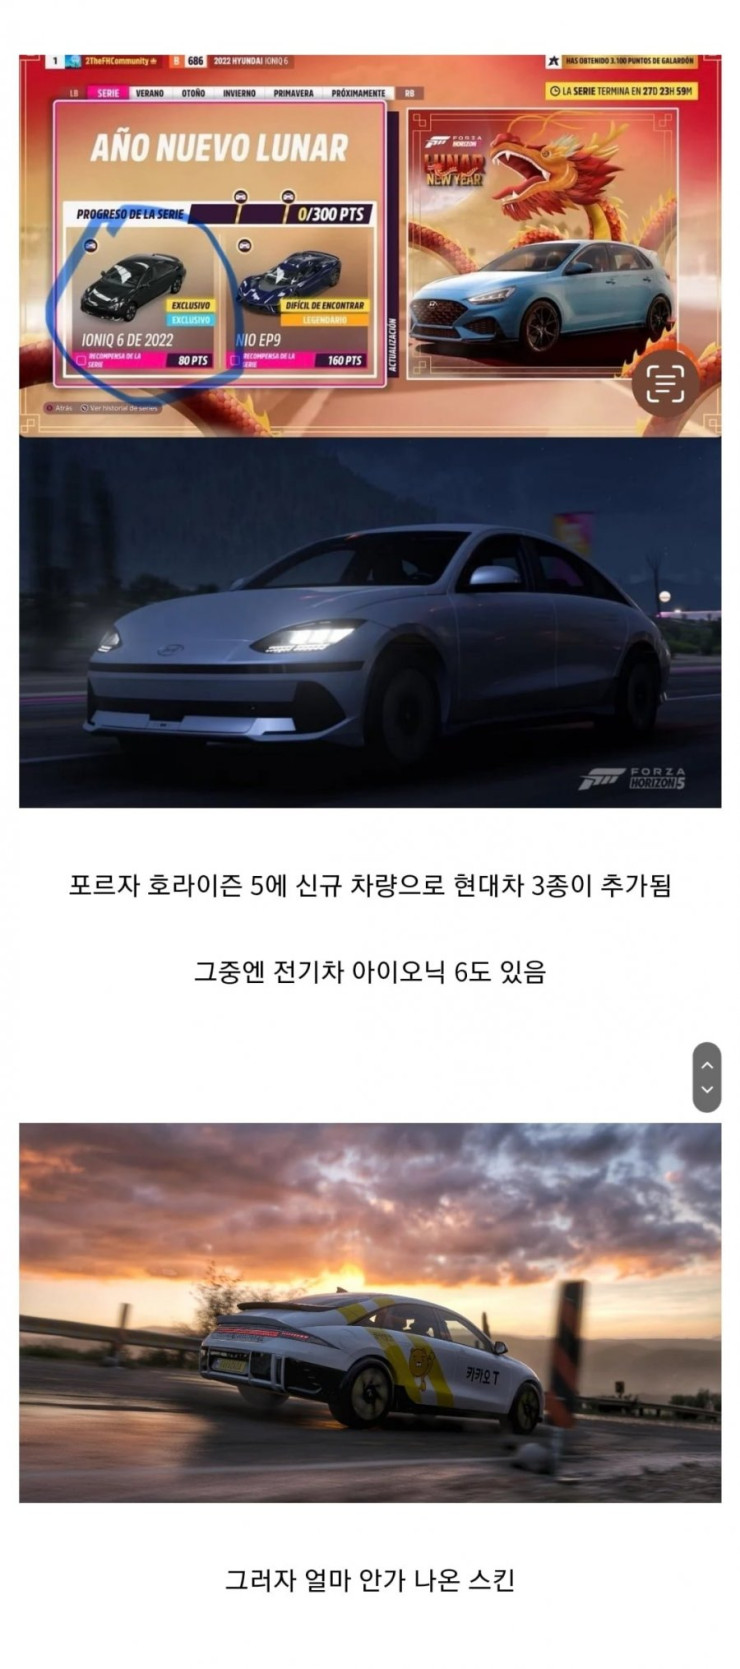 1 2TheFHCommunity B 686 2022 HYUNDAI IONIQ 6
HAS OBTENIDO 3.100 PUNTOS DE GALARDÓN
LB SERIE VERANO OTOÑO INVIERNO PRIMAVERA PRÓXIMAMENTE RB
LA SERIE TERMINA EN 27D 23H 59M
AÑO NUEVO LUNAR
FORZA
HORIZON
LUNAR
NEW YEAR
PROGRESO DE LA SERIE 0/300 PTS
EXCLUSIVO
EXCLUSIVO
IONIQ 6 DE 2022
RECOMPENSA DE LA
SERIE
80 PTS
DIFÍCIL DE ENCONTRAR
LEGENDARIO
NIO EP9
RECOMPENSA DE LA
SERIE
160 PTS
ACTUALIZACIÓN
Atrás Ver historial de series
FORZA
HORIZON 5
포르자 호라이즌 5에 신규 차량으로 현대차 3종이 추가됨
그중엔 전기차 아이오닉 6도 있음
카키오 T
그러자 얼마 안가 나온 스킨